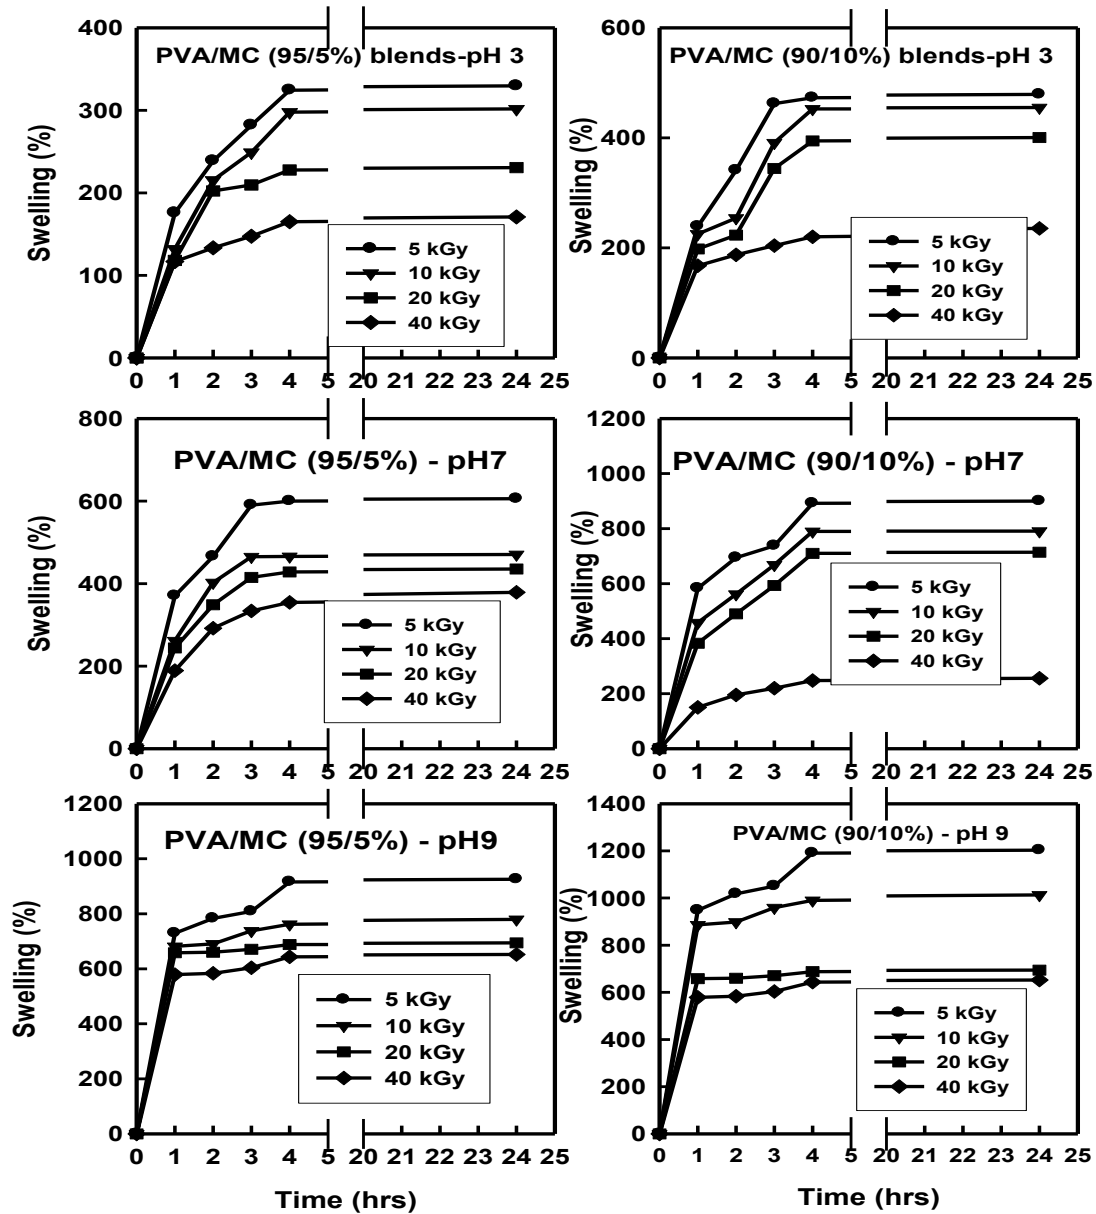 PVA/MC (95/5%) blends-pH 3
Swelling (%)
400
300
200
100
0
5 kGy
10 kGy
20 kGy
40 kGy
0 1 2 3 4 5 20 21 22 23 24 25
PVA/MC (90/10%) blends-pH 3
Swelling (%)
600
400
200
0
5 kGy
10 kGy
20 kGy
40 kGy
0 1 2 3 4 5 20 21 22 23 24 25
PVA/MC (95/5%) - pH7
Swelling (%)
800
600
400
200
0
5 kGy
10 kGy
20 kGy
40 kGy
0 1 2 3 4 5 20 21 22 23 24 25
PVA/MC (90/10%) - pH7
Swelling (%)
1200
1000
800
600
400
200
0
5 kGy
10 kGy
20 kGy
40 kGy
0 1 2 3 4 5 20 21 22 23 24 25
PVA/MC (95/5%) - pH9
Swelling (%)
1200
1000
800
600
400
200
0
5 kGy
10 kGy
20 kGy
40 kGy
0 1 2 3 4 5 20 21 22 23 24 25
Time (hrs)
PVA/MC (90/10%) - pH 9
Swelling (%)
1400
1200
1000
800
600
400
200
0
5 kGy
10 kGy
20 kGy
40 kGy
0 1 2 3 4 5 20 21 22 23 24 25
Time (hrs)